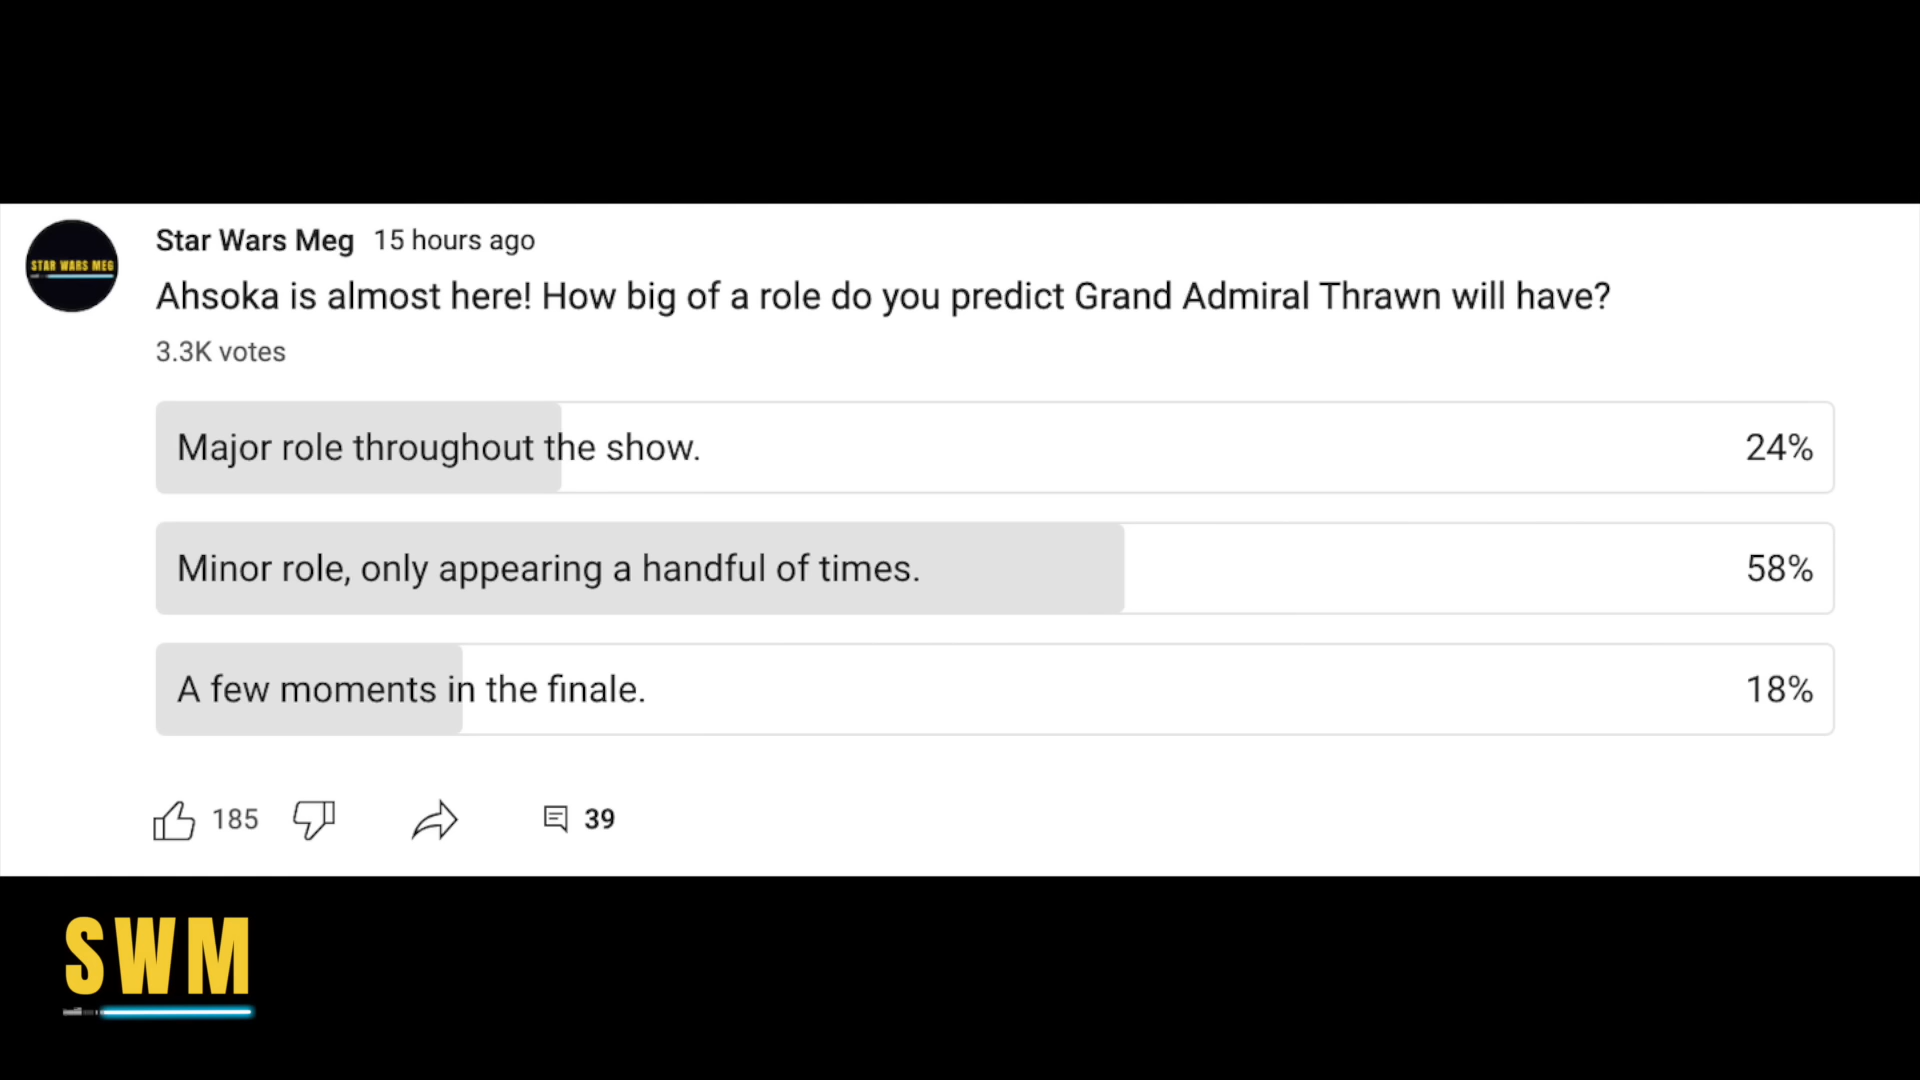 STAR WARS MEG
Star Wars Meg 15 hours ago
Ahsoka is almost here! How big of a role do you predict Grand Admiral Thrawn will have?
3.3K votes
Major role throughout the show. 24%
Minor role, only appearing a handful of times. 58%
A few moments in the finale. 18%
185 39
SWM